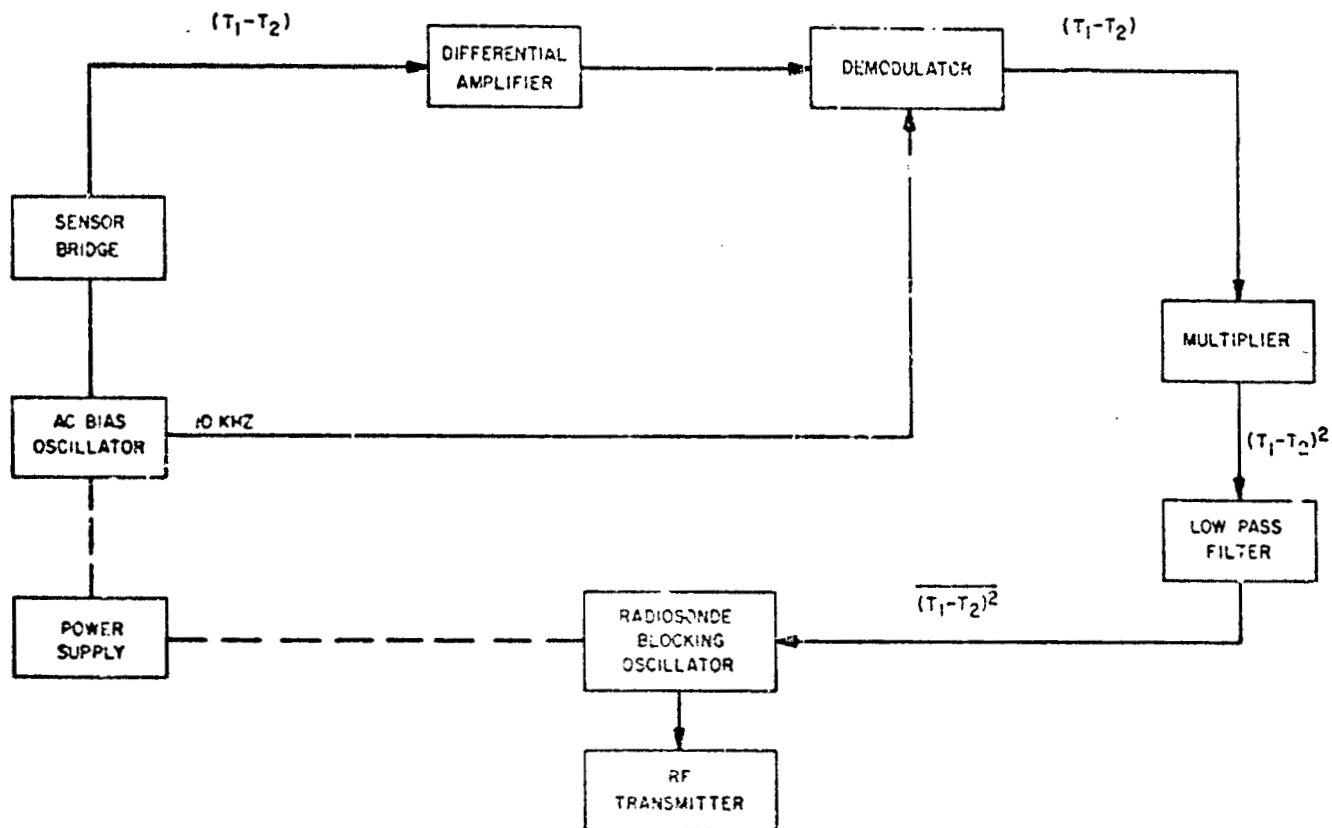 (T1-T2)
DIFFERENTIAL
AMPLIFIER
DEMODULATOR
(T1-T2)
SENSOR
BRIDGE
MULTIPLIER
AC BIAS
OSCILLATOR
10 KHZ
(T1-T2)²
LOW PASS
FILTER
(T1-T2)²
POWER
SUPPLY
RADIOSONDE
BLOCKING
OSCILLATOR
RF
TRANSMITTER